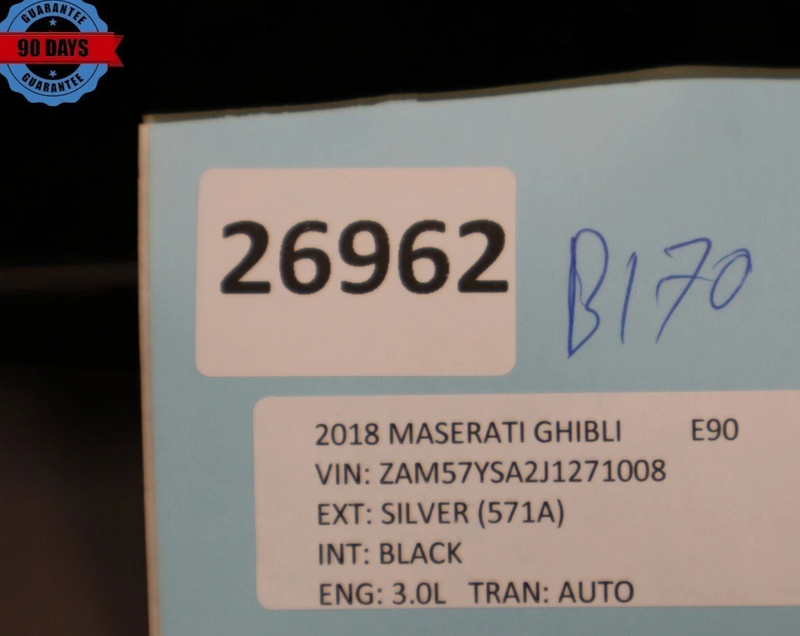 GUARANTEE
90 DAYS
GUARANTEE
26962
B170
2018 MASERATI GHIBLI E90
VIN: ZAM57YSA2J1271008
EXT: SILVER (571A)
INT: BLACK
ENG: 3.0L TRAN: AUTO